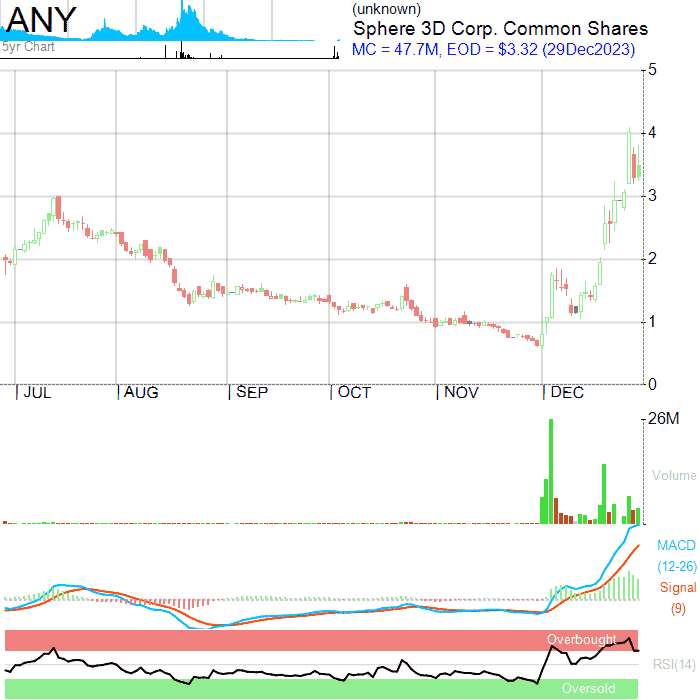 ANY
5yr Chart
(unknown)
Sphere 3D Corp. Common Shares
MC = 47.7M, EOD = $3.32 (29Dec2023)
5
4
3
2
1
0
JUL AUG SEP OCT NOV DEC
26M
Volume
MACD
(12-26)
Signal
(9)
Overbought
RSI(14)
Oversold